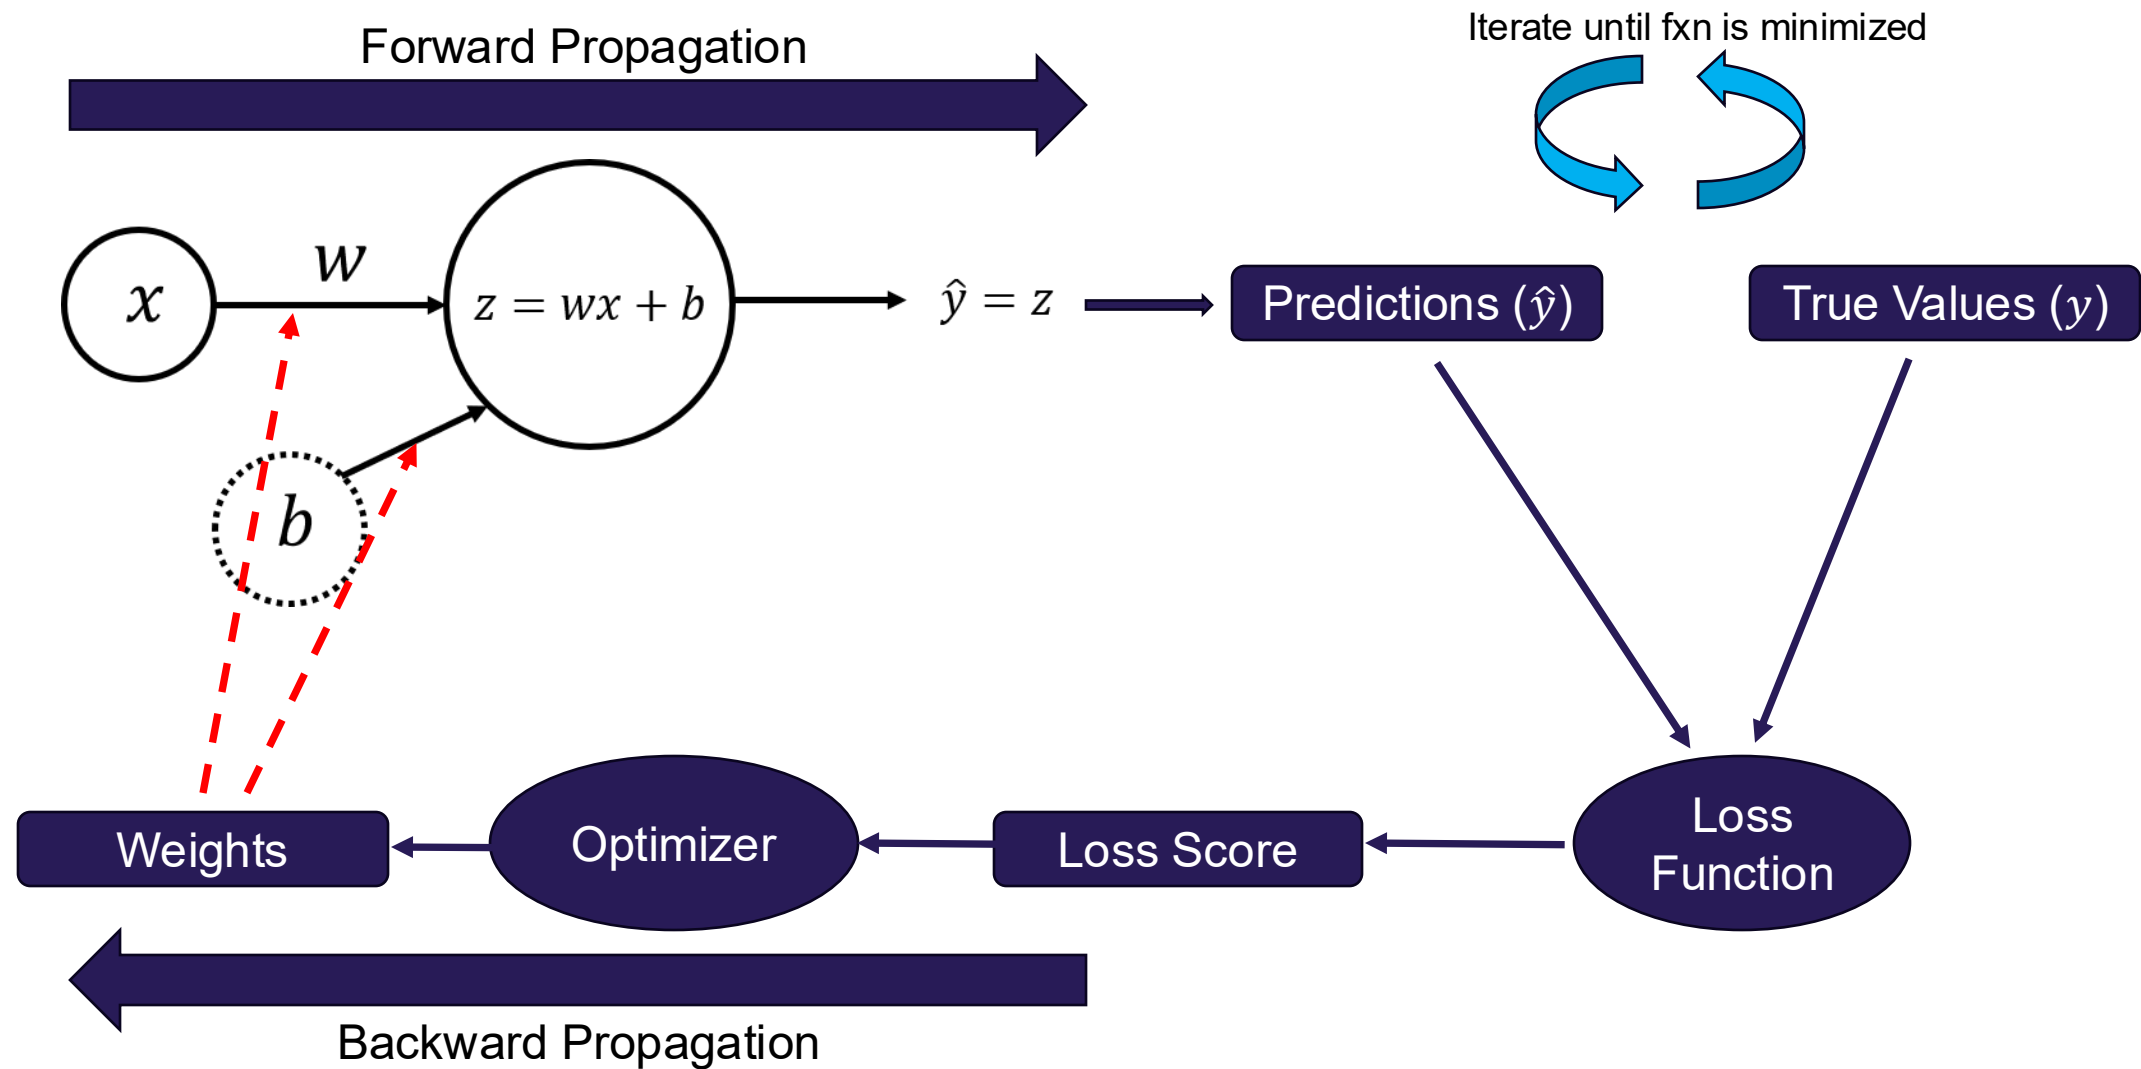 Forward Propagation
Iterate until fxn is minimized
x
w
z = wx + b
ŷ = z
Predictions (ŷ)
True Values (y)
b
Weights
Optimizer
Loss Score
Loss
Function
Backward Propagation